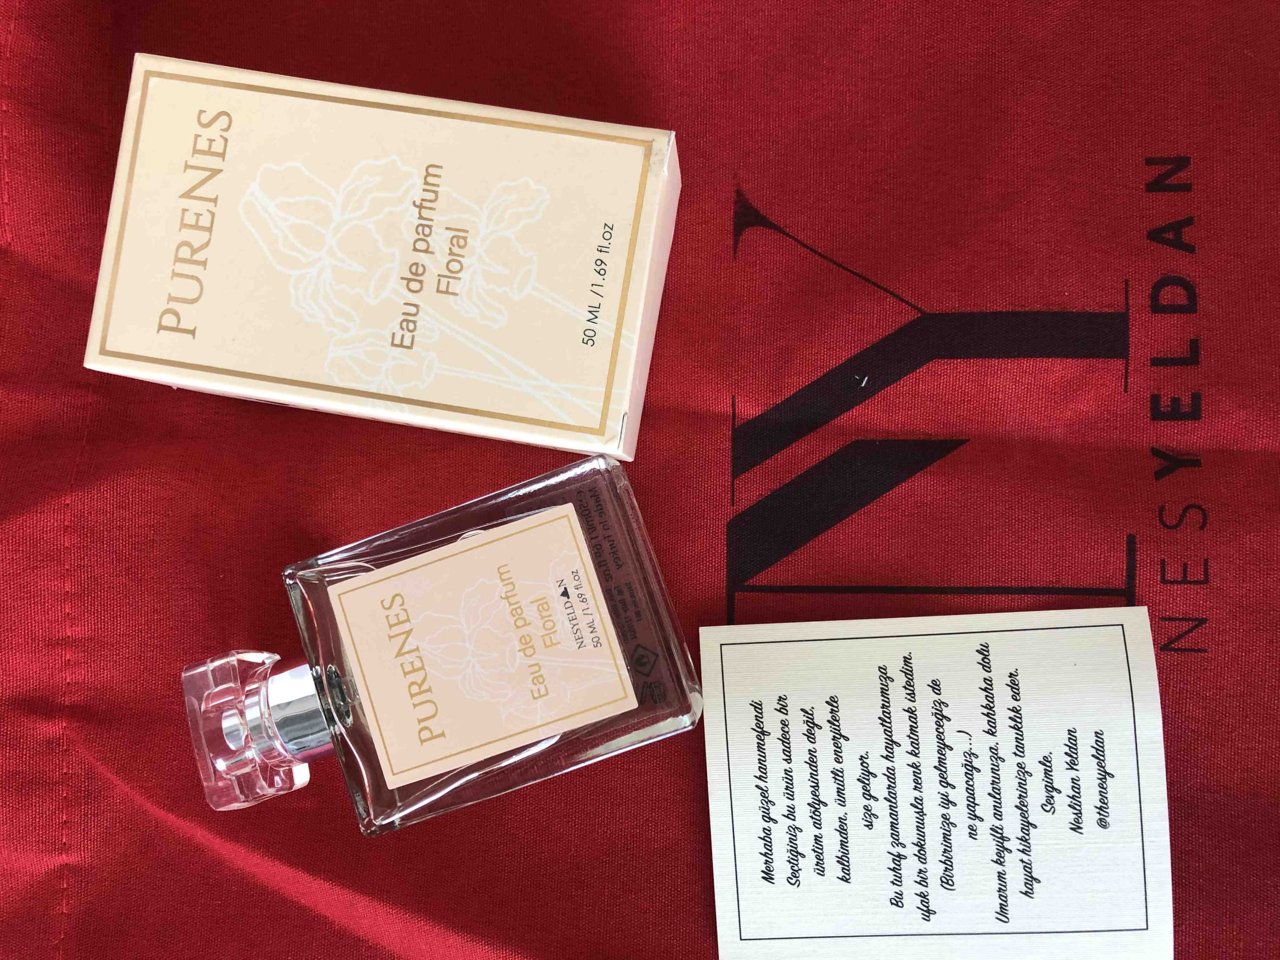 PURENES
Eau de parfum
Floral
50 ML / 1.69 fl.oz
PURENES
Eau de parfum
Floral
NESYELDAN
50 ML / 1.69 fl.oz
NY
NESYELDAN
Merhaba güzel hanımefendi
Seçtiğiniz bu ürün sadece bir
üretim atölyesinden değil,
kalbimden, ümitli enerjilerle
size geliyor.
Bu tuhaf zamanlarda hayatlarımıza
ufak bir dokunuşla renk katmak istedim.
(Birbirimize iyi gelmeyeceğiz de
ne yapacağız...)
Umarım keyifli anılarınıza, kahkaha dolu
hayat hikayelerinize tanıklık eder.
Sevgimle,
Neslihan Yeldan
@thenesyeldan